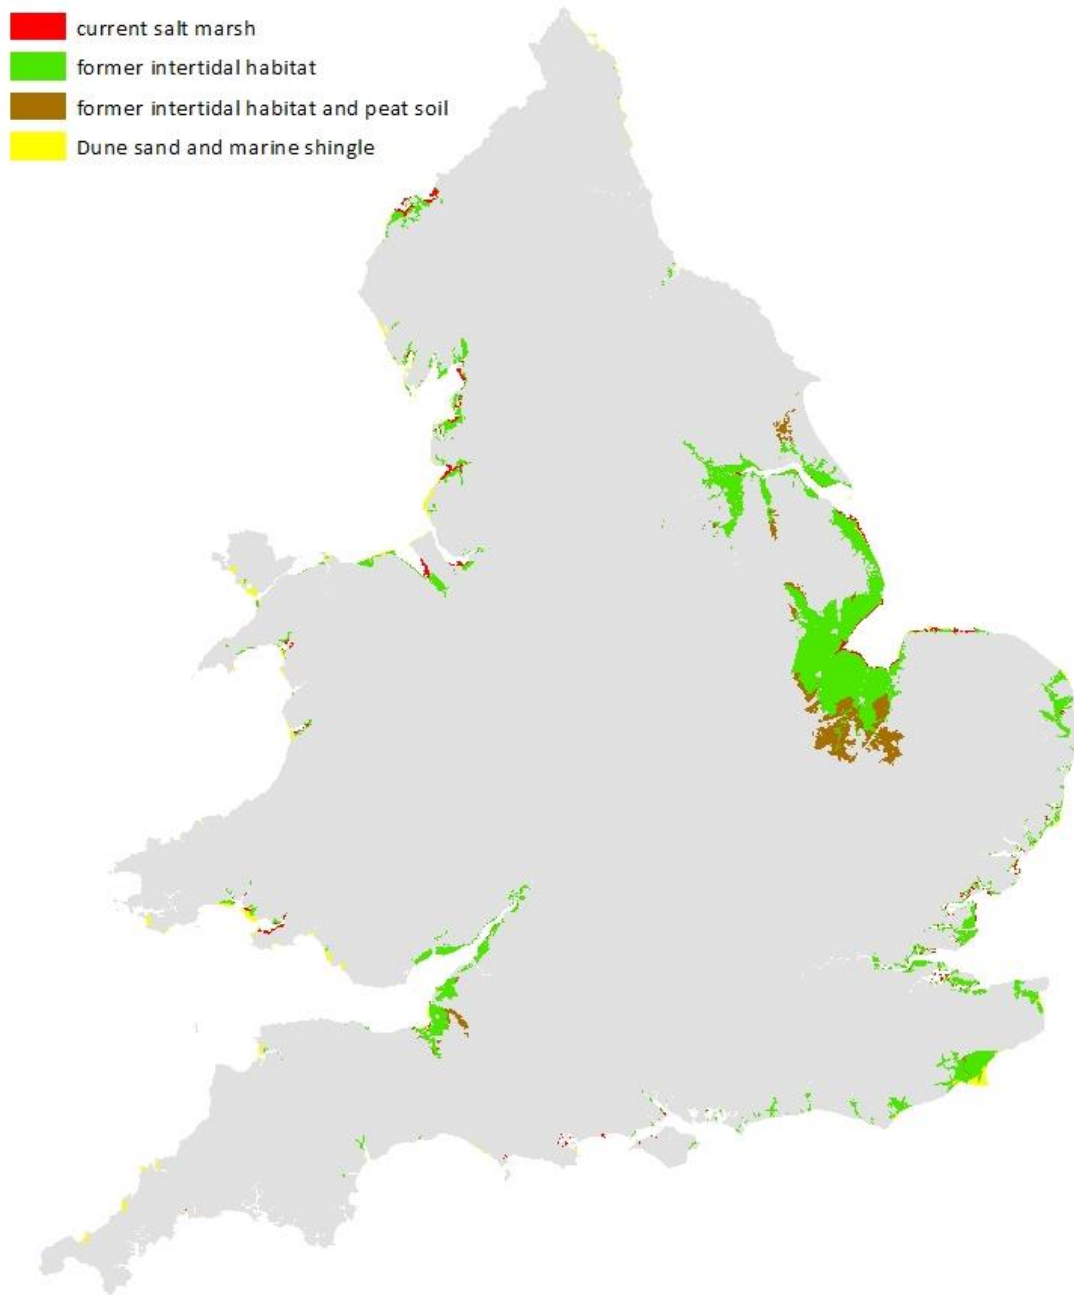 current salt marsh
former intertidal habitat
former intertidal habitat and peat soil
Dune sand and marine shingle